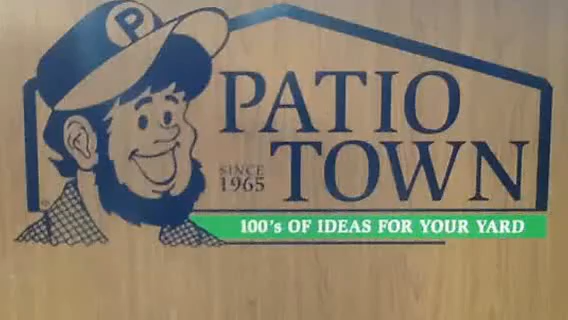 P
PATIO
SINCE
1965
TOWN
100's OF IDEAS FOR YOUR YARD